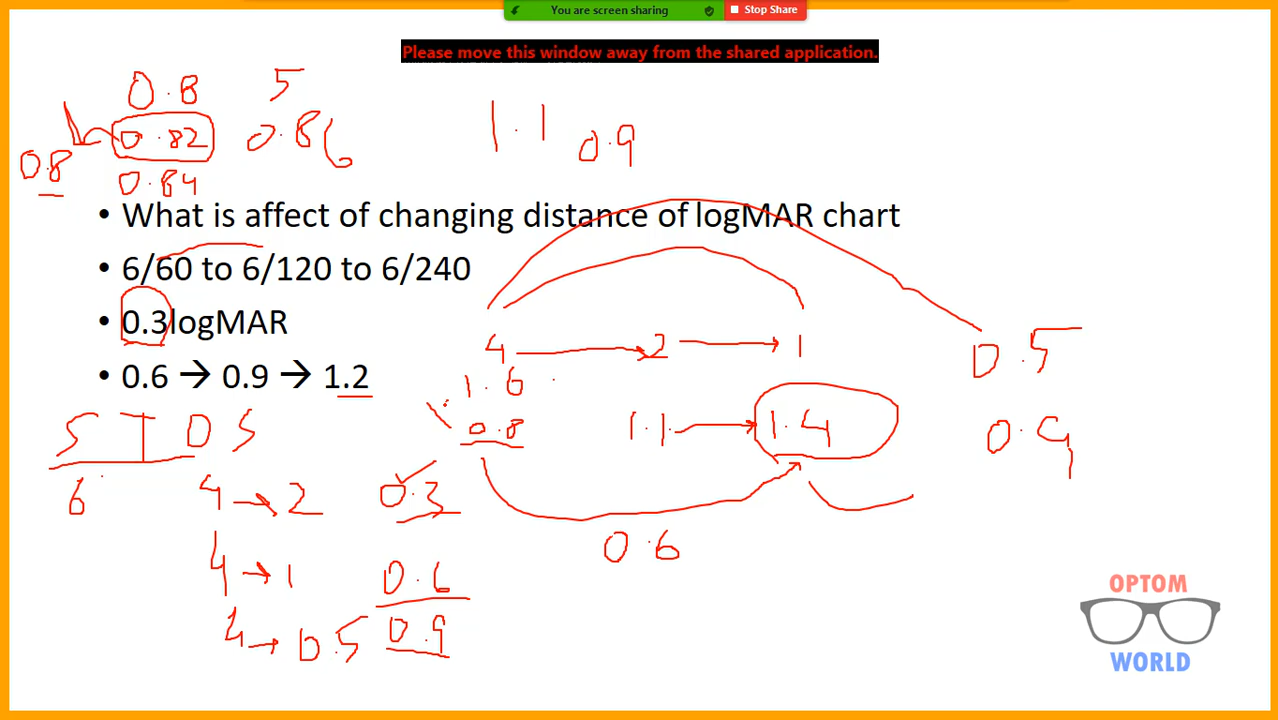 You are screen sharing
Stop Share
Please move this window away from the shared application.
0.8 5
0.82 0.86
0.8
0.84
1.1 0.9
• What is affect of changing distance of logMAR chart
• 6/60 to 6/120 to 6/240
• 0.3logMAR
• 0.6 → 0.9 → 1.2
4 → 2 → 1 0.5
1.6
0.8 1.1 → 1.4 0.9
0.6
S T D S
6
4 → 2 0.3
4 → 1 0.6
4 → 0.5 0.9
OPTOM
WORLD